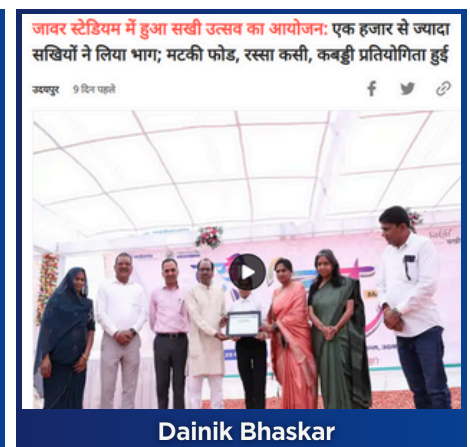 जावर स्टेडियम में हुआ सखी उत्सव का आयोजन: एक हजार से ज्यादा
सखियों ने लिया भाग; मटकी फोड, रस्सा कसी, कबड्डी प्रतियोगिता हुई
उदयपुर 9 दिन पहले
Sakhi
Dainik Bhaskar